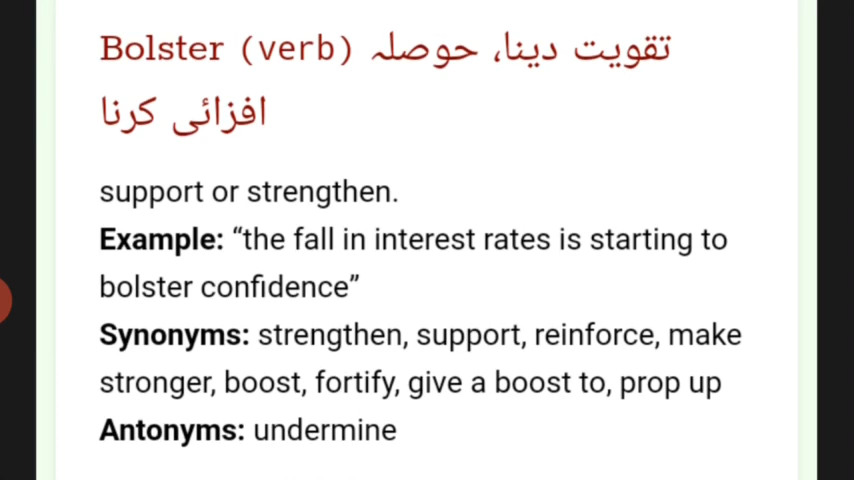 Bolster (verb) تقویت دینا، حوصلہ
افزائی کرنا
support or strengthen.
Example: “the fall in interest rates is starting to
bolster confidence”
Synonyms: strengthen, support, reinforce, make
stronger, boost, fortify, give a boost to, prop up
Antonyms: undermine